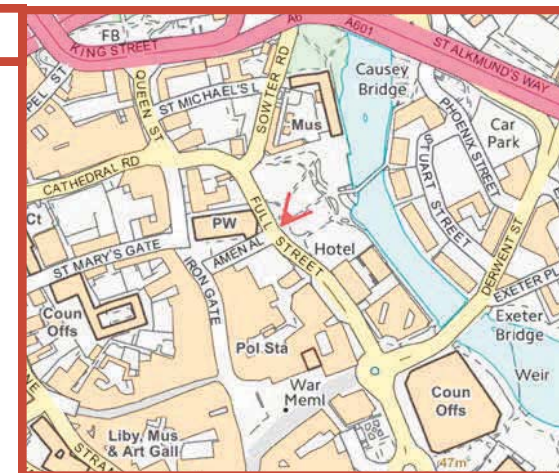 FB
A6
A601
KING STREET
ST ALKMUND'S WAY
QUEEN ST
SOWTER RD
Causey
Bridge
ST MICHAEL'S L
Mus
PHOENIX STREET
Car
Park
STUART STREET
CATHEDRAL RD
Ct
PW
FULL STREET
Hotel
DERWENT ST
AMEN AL
ST MARY'S GATE
IRON GATE
EXETER
Exeter
Bridge
Coun
Offs
Pol Sta
Weir
War
Meml
Coun
Offs
Liby, Mus
& Art Gall
47m